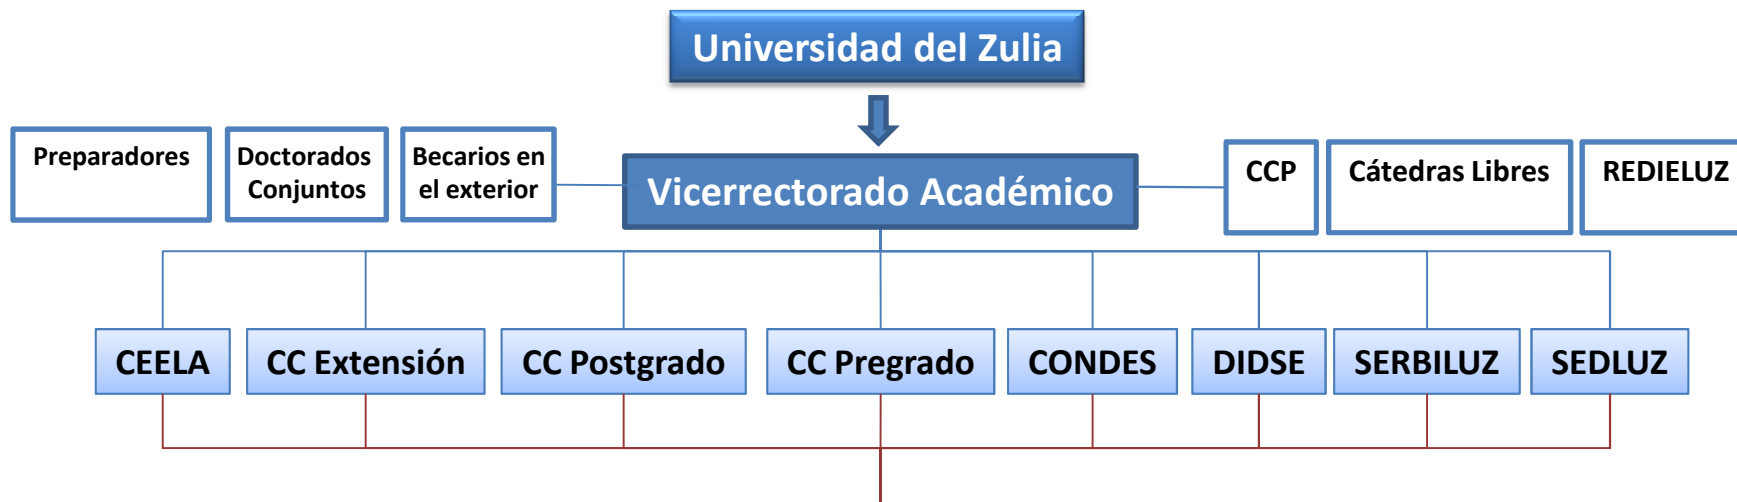 Universidad del Zulia
Preparadores
Doctorados
Conjuntos
Becarios en
el exterior
Vicerrectorado Académico
CCP
Cátedras Libres
REDIELUZ
CEELA
CC Extensión
CC Postgrado
CC Pregrado
CONDES
DIDSE
SERBILUZ
SEDLUZ